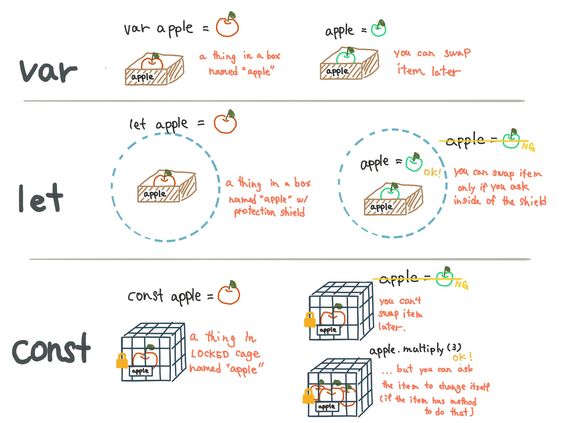 var
var apple =
apple
a thing in a box
named "apple"
apple =
apple
you can swap
item later
let
let apple =
apple
a thing in a box
named "apple" w/
protection shield
apple =
OK!
apple
apple =
NG
you can swap item
only if you ask
inside of the shield
const
const apple =
apple
a thing in
LOCKED cage
named "apple"
apple =
NG
apple
you can't
swap item
later.
apple.multiply(3)
OK!
apple
... but you can ask
the item to change itself
(if the item has method
to do that)